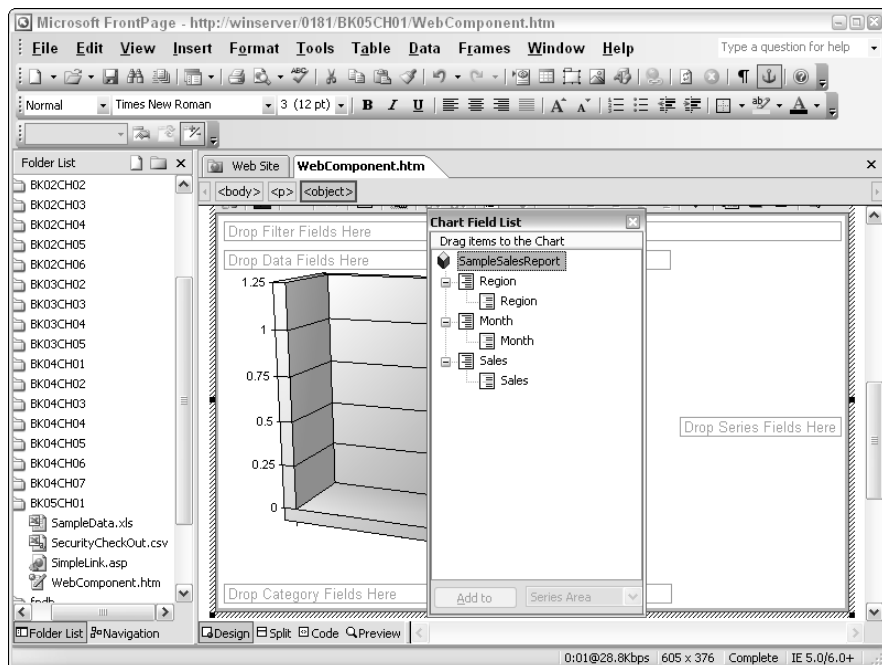 Microsoft FrontPage - http://winserver/0181/BK05CH01/WebComponent.htm
File Edit View Insert Format Tools Table Data Frames Window Help Type a question for help
Normal Times New Roman 3 (12 pt) B I U A A ab A
Folder List
Web Site WebComponent.htm
<body> <p> <object>
BK02CH02
BK02CH03
BK02CH04
BK02CH05
BK02CH06
BK03CH02
BK03CH03
BK03CH04
BK03CH05
BK04CH01
BK04CH02
BK04CH03
BK04CH04
BK04CH05
BK04CH06
BK04CH07
BK05CH01
SampleData.xls
SecurityCheckOut.csv
SimpleLink.asp
WebComponent.htm
Folder List Navigation
Drop Filter Fields Here
Drop Data Fields Here
1.25
1
0.75
0.5
0.25
0
Drop Category Fields Here
Chart Field List
Drag items to the Chart
SampleSalesReport
Region
Region
Month
Month
Sales
Sales
Add to Series Area
Drop Series Fields Here
Design Split Code Preview
0:01@28.8Kbps 605 x 376 Complete IE 5.0/6.0+